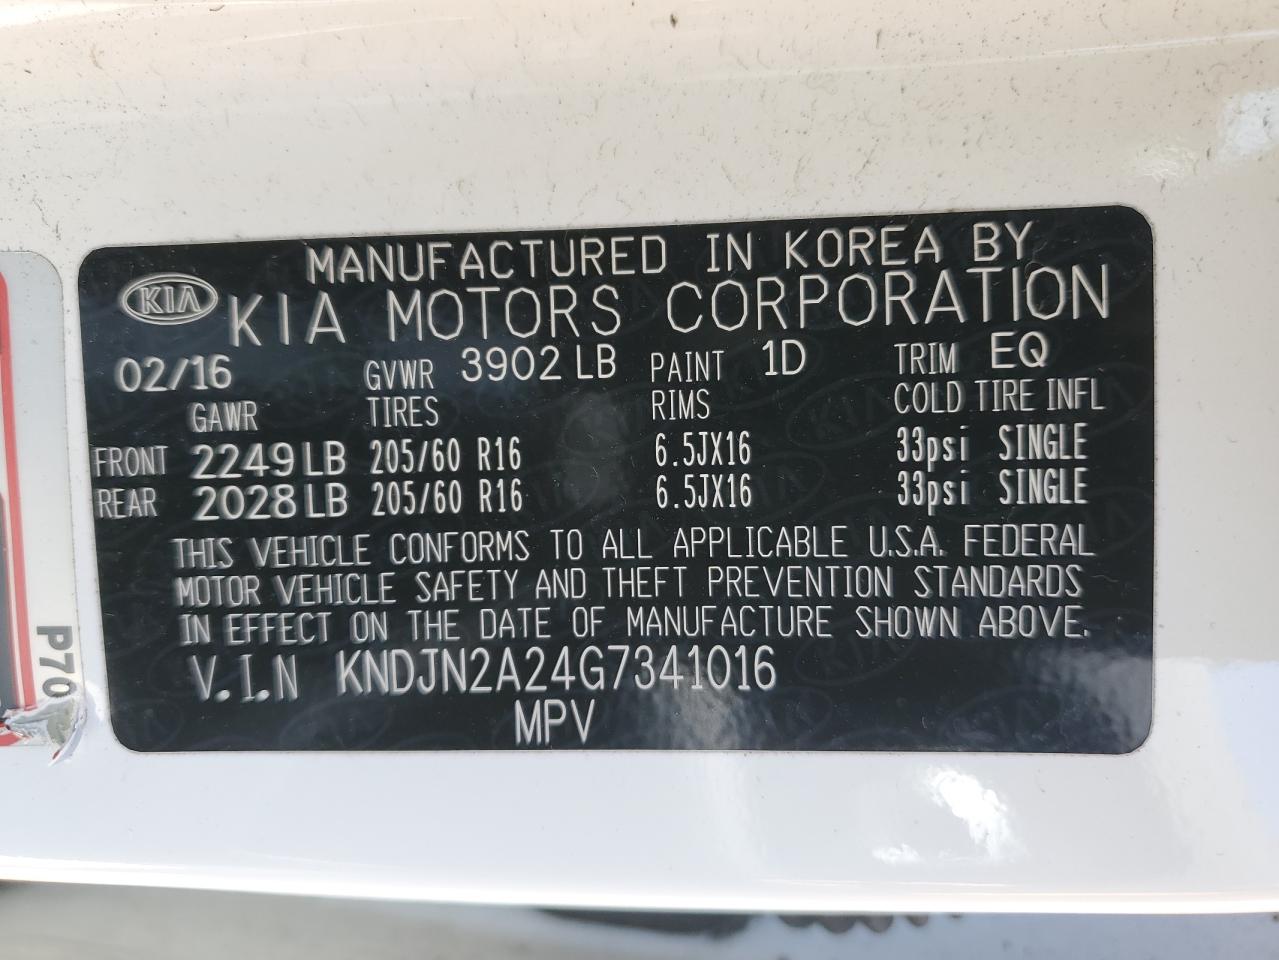 MANUFACTURED IN KOREA BY
KIA KIA MOTORS CORPORATION
02/16 GVWR 3902 LB PAINT 1D TRIM EQ
GAWR TIRES RIMS COLD TIRE INFL
FRONT 2249 LB 205/60 R16 6.5JX16 33psi SINGLE
REAR 2028 LB 205/60 R16 6.5JX16 33psi SINGLE
THIS VEHICLE CONFORMS TO ALL APPLICABLE U.S.A. FEDERAL
MOTOR VEHICLE SAFETY AND THEFT PREVENTION STANDARDS
IN EFFECT ON THE DATE OF MANUFACTURE SHOWN ABOVE.
V.I.N KNDJN2A24G7341016
MPV
P70